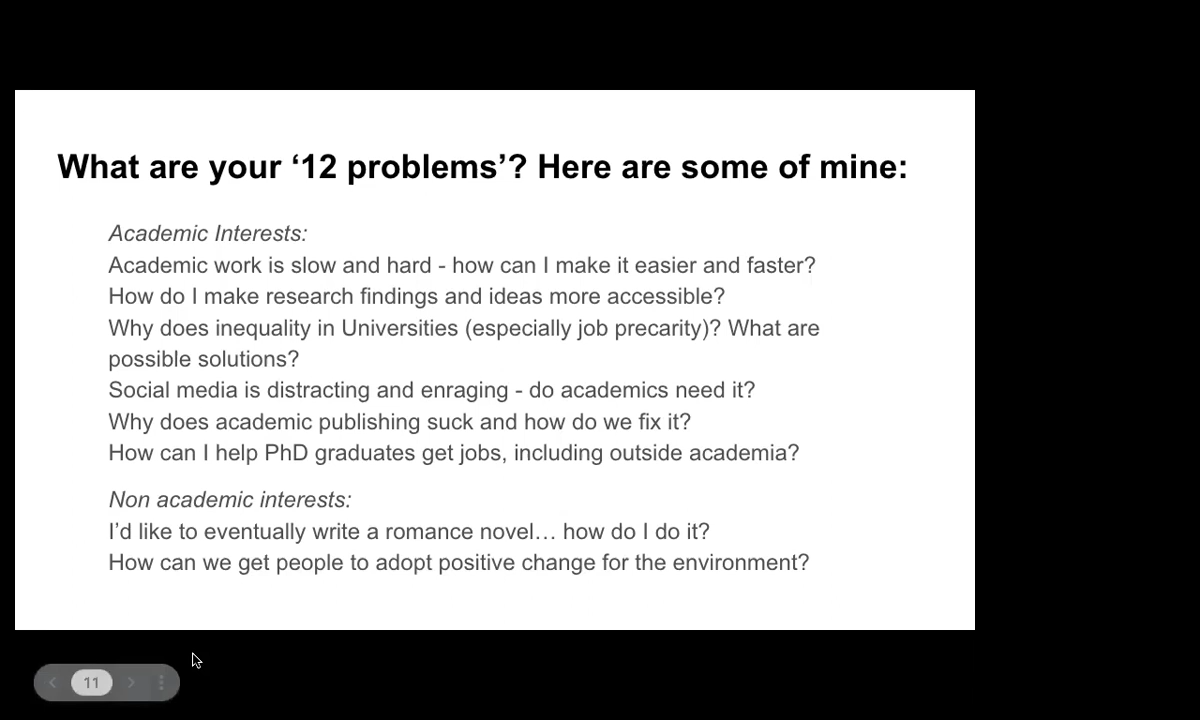 What are your ‘12 problems’? Here are some of mine:
Academic Interests:
Academic work is slow and hard - how can I make it easier and faster?
How do I make research findings and ideas more accessible?
Why does inequality in Universities (especially job precarity)? What are
possible solutions?
Social media is distracting and enraging - do academics need it?
Why does academic publishing suck and how do we fix it?
How can I help PhD graduates get jobs, including outside academia?
Non academic interests:
I’d like to eventually write a romance novel… how do I do it?
How can we get people to adopt positive change for the environment?
11